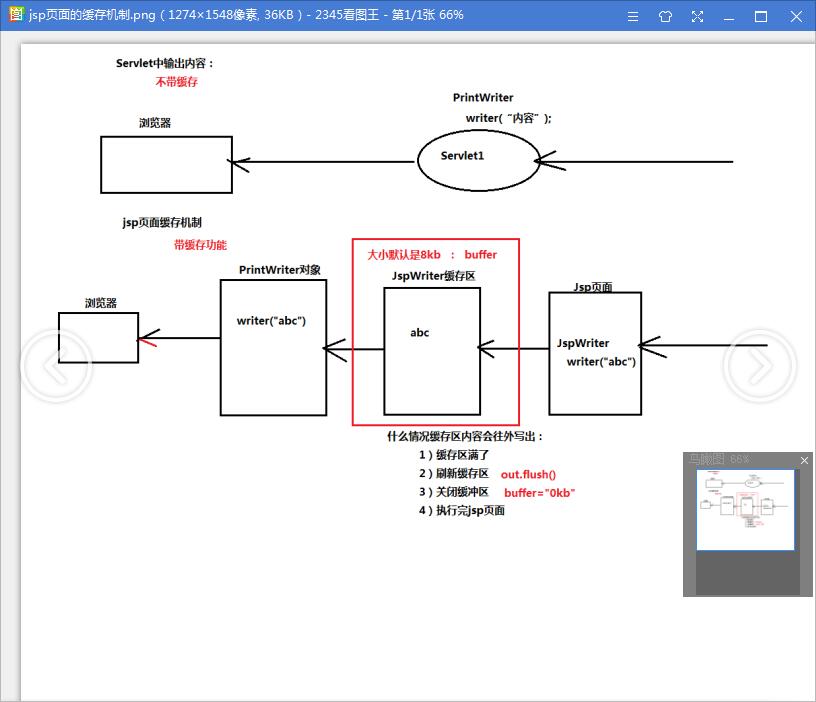 jsp页面的缓存机制.png ( 1274×1548像素, 36KB ) - 2345看图王 - 第1/1张 66%
Servlet中输出内容：
不带缓存
PrintWriter
writer( “内容” );
浏览器
Servlet1
jsp页面缓存机制
带缓存功能
大小默认是8kb ： buffer
PrintWriter对象
JspWriter缓存区
Jsp页面
浏览器
writer("abc")
abc
JspWriter
writer("abc")
什么情况缓存区内容会往外写出：
1）缓存区满了
2）刷新缓存区 out.flush()
3）关闭缓冲区 buffer="0kb"
4）执行完jsp页面
鸟瞰图 66%